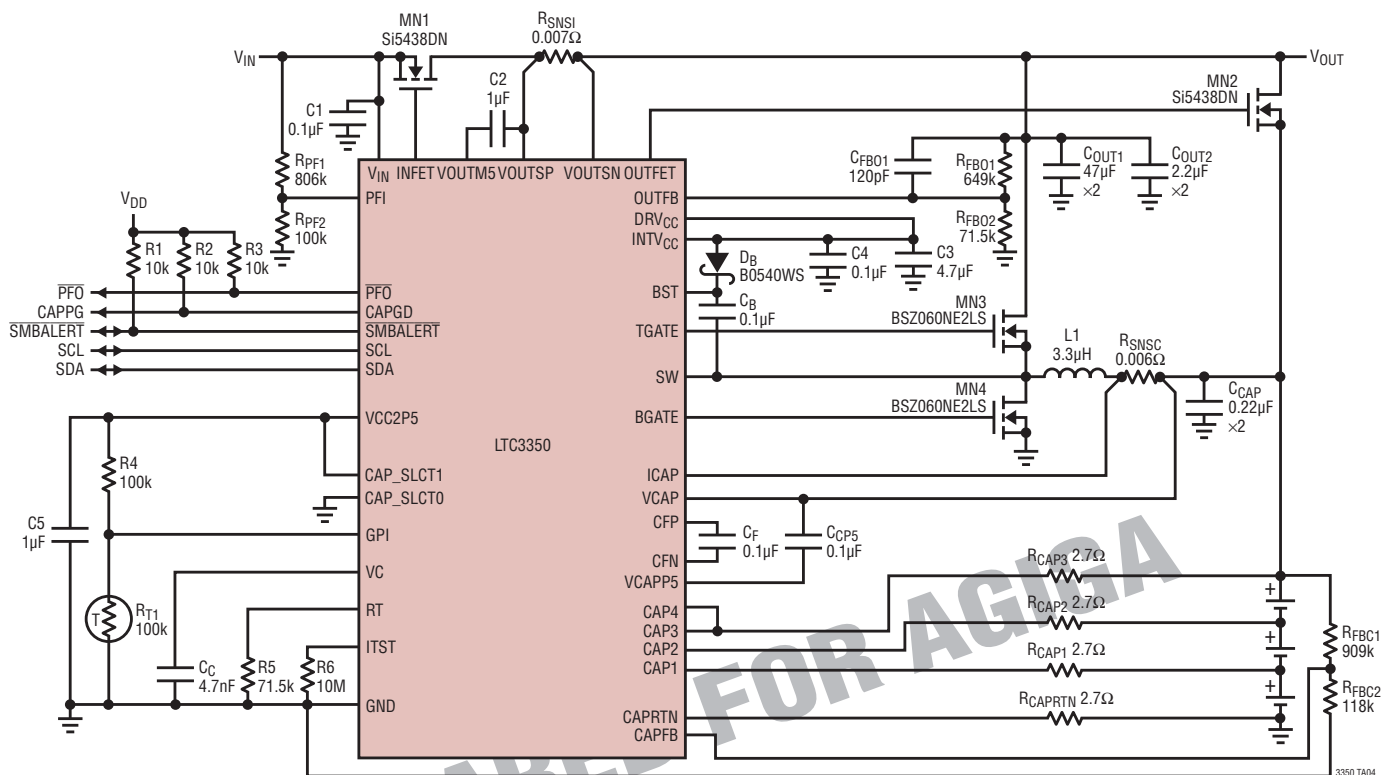 MN1
Si5438DN
RSNSI
0.007Ω
VIN
VOUT
MN2
Si5438DN
C1
0.1µF
C2
1µF
RPF1
806k
RPF2
100k
VIN INFET VOUTM5 VOUTSP VOUTSN OUTFET
PFI
OUTFB
DRVCC
INTVCC
BST
TGATE
SW
BGATE
ICAP
VCAP
CFP
CFN
VCAPP5
CAP4
CAP3
CAP2
CAP1
CAPRTN
CAPFB
CFBO1
120pF
RFBO1
649k
RFBO2
71.5k
COUT1
47µF
×2
COUT2
2.2µF
×2
VDD
R1
10k
R2
10k
R3
10k
DB
B0540WS
C4
0.1µF
C3
4.7µF
CB
0.1µF
MN3
BSZ060NE2LS
L1
3.3µH
RSNSC
0.006Ω
MN4
BSZ060NE2LS
CCAP
0.22µF
×2
PFO
CAPPG
SMBALERT
SCL
SDA
PFO
CAPGD
SMBALERT
SCL
SDA
VCC2P5
CAP_SLCT1
CAP_SLCT0
GPI
VC
RT
ITST
GND
LTC3350
R4
100k
C5
1µF
T
RT1
100k
CC
4.7nF
R5
71.5k
R6
10M
CF
0.1µF
CCP5
0.1µF
RCAP3 2.7Ω
RCAP2 2.7Ω
RCAP1 2.7Ω
RCAPRTN 2.7Ω
+
+
+
RFBC1
909k
RFBC2
118k
FOR AGIGA
3350 TA04